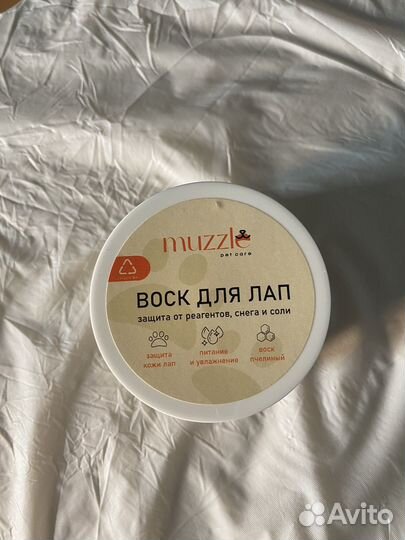 muzzle
pet care
ВОСК ДЛЯ ЛАП
защита от реагентов, снега и соли
защита
кожи лап
питание
и увлажнение
воск
пчелиный
Avito